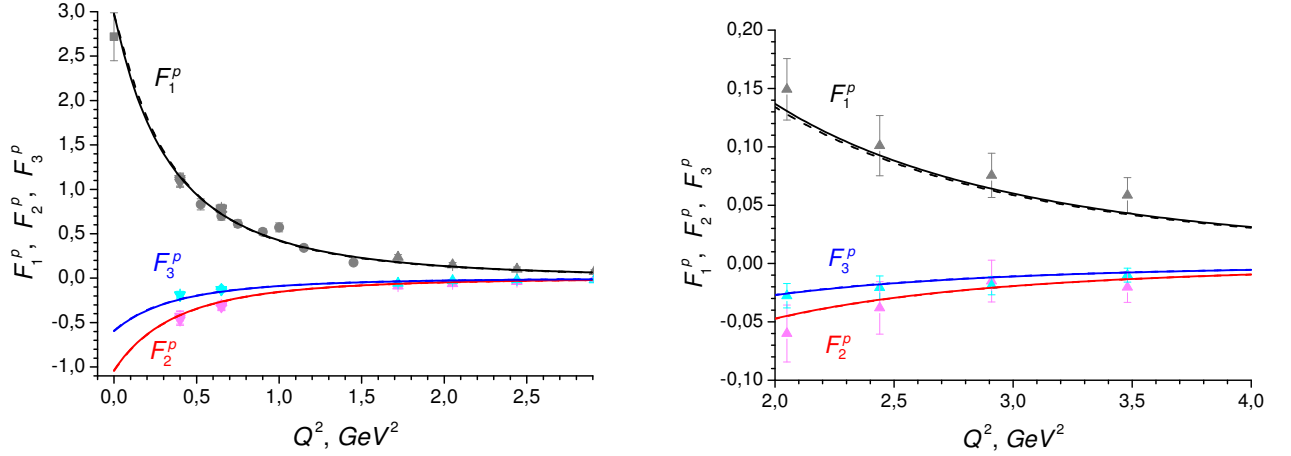 3,0
2,5
2,0
1,5
1,0
0,5
0,0
-0,5
-1,0
F₁ᵖ, F₂ᵖ, F₃ᵖ
F₁ᵖ
F₃ᵖ
F₂ᵖ
0,0 0,5 1,0 1,5 2,0 2,5
Q², GeV²
0,20
0,15
0,10
0,05
0,00
-0,05
-0,10
F₁ᵖ, F₂ᵖ, F₃ᵖ
F₁ᵖ
F₃ᵖ
F₂ᵖ
2,0 2,5 3,0 3,5 4,0
Q², GeV²